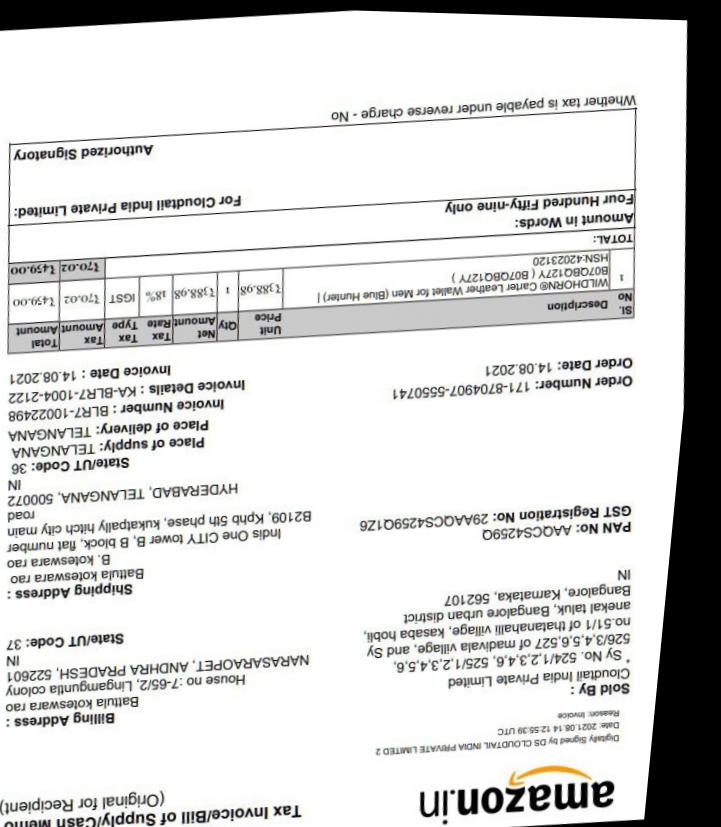 amazon.in
Tax Invoice/Bill of Supply/Cash Memo
(Original for Recipient)
Digitally Signed by DS CLOUDTAIL INDIA PRIVATE LIMITED 2
Date: 2021.08.14 12:55:39 UTC
Reason: Invoice
Sold By :
Cloudtail India Private Limited
* Sy No. 524/1,2,3,4,6, 525/1,2,3,4,5,6,
526/3,4,5,6,527 of madivala village, and Sy
no.51/1 of thatanahalli village, kasaba hobli,
anekal taluk, Bangalore urban district
Bangalore, Karnataka, 562107
IN
Billing Address :
Battula koteswara rao
House no :-7-65/2, Lingamguntla colony
NARASARAOPET, ANDHRA PRADESH, 522601
IN
State/UT Code: 37
PAN No: AAQCS4259Q
GST Registration No: 29AAQCS4259Q1Z6
Shipping Address :
Battula koteswara rao
B. koteswara rao
Indis One CITY tower B, B block, flat number
B2109, Kphb 5th phase, kukatpally hitch city main
road
HYDERABAD, TELANGANA, 500072
IN
State/UT Code: 36
Place of supply: TELANGANA
Place of delivery: TELANGANA
Order Number: 171-8704907-5550741
Order Date: 14.08.2021
Invoice Number : BLR7-10022498
Invoice Details : KA-BLR7-1004-2122
Invoice Date : 14.08.2021
Sl. No Description Unit Price Qty Net Amount Tax Rate Tax Type Tax Amount Total Amount
1 WILDHORN® Carter Leather Wallet for Men (Blue Hunter) | ₹388.98 1 ₹388.98 18% IGST ₹70.02 ₹459.00
B07QBQ127Y ( B07QBQ127Y )
HSN:42023120
TOTAL: ₹70.02 ₹459.00
Amount in Words:
Four Hundred Fifty-nine only
For Cloudtail India Private Limited:
Authorized Signatory
Whether tax is payable under reverse charge - No